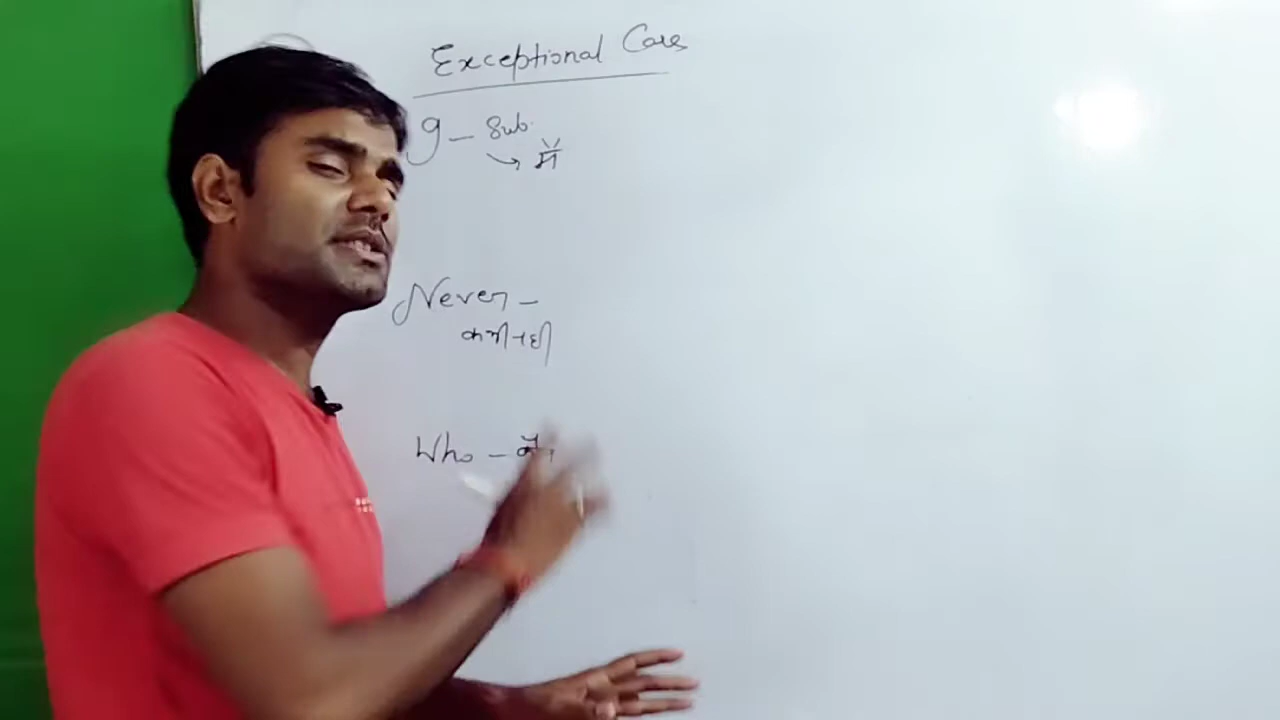 Exceptional Case
I – Sub.
→ मैं
Never –
कभी नहीं
Who –